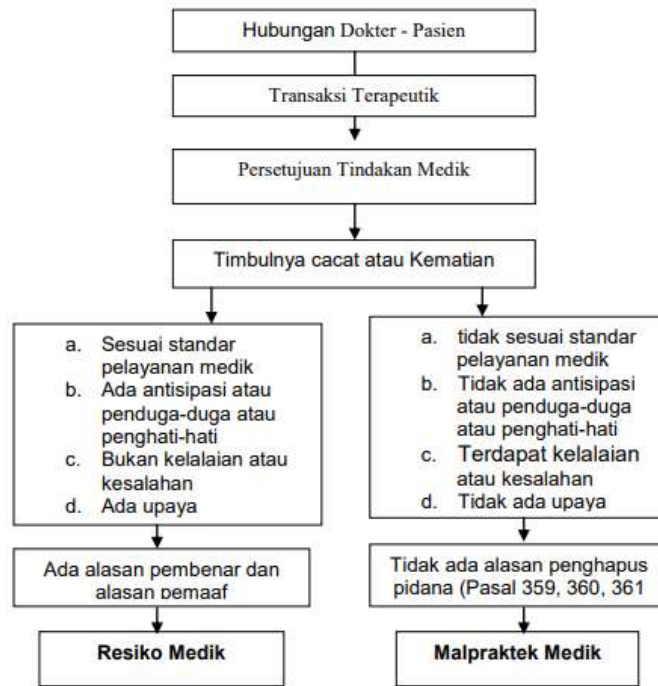 Hubungan Dokter - Pasien
Transaksi Terapeutik
Persetujuan Tindakan Medik
Timbulnya cacat atau Kematian
a. Sesuai standar
pelayanan medik
b. Ada antisipasi atau
penduga-duga atau
penghati-hati
c. Bukan kelalaian atau
kesalahan
d. Ada upaya
a. tidak sesuai standar
pelayanan medik
b. Tidak ada antisipasi
atau penduga-duga
atau penghati-hati
c. Terdapat kelalaian
atau kesalahan
d. Tidak ada upaya
Ada alasan pembenar dan
alasan pemaaf
Tidak ada alasan penghapus
pidana (Pasal 359, 360, 361
Resiko Medik
Malpraktek Medik